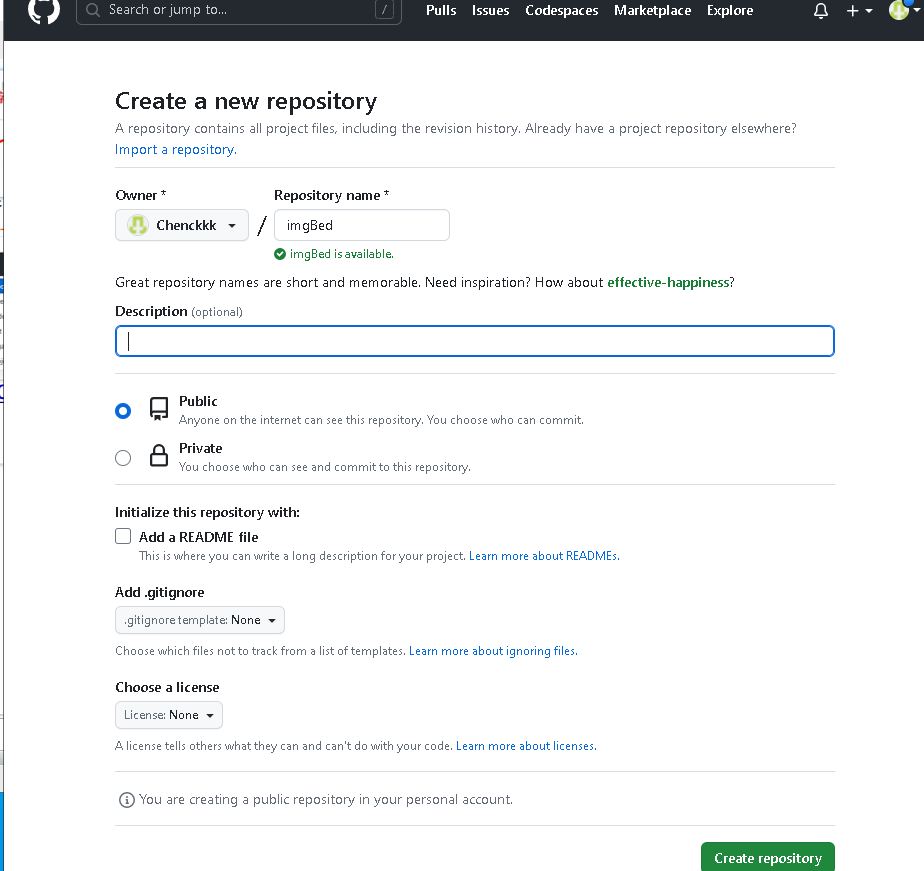 Search or jump to... / Pulls Issues Codespaces Marketplace Explore
Create a new repository
A repository contains all project files, including the revision history. Already have a project repository elsewhere?
Import a repository.
Owner * Repository name *
Chenckkk / imgBed
imgBed is available.
Great repository names are short and memorable. Need inspiration? How about effective-happiness?
Description (optional)
Public
Anyone on the internet can see this repository. You choose who can commit.
Private
You choose who can see and commit to this repository.
Initialize this repository with:
Add a README file
This is where you can write a long description for your project. Learn more about READMEs.
Add .gitignore
.gitignore template: None
Choose which files not to track from a list of templates. Learn more about ignoring files.
Choose a license
License: None
A license tells others what they can and can't do with your code. Learn more about licenses.
You are creating a public repository in your personal account.
Create repository